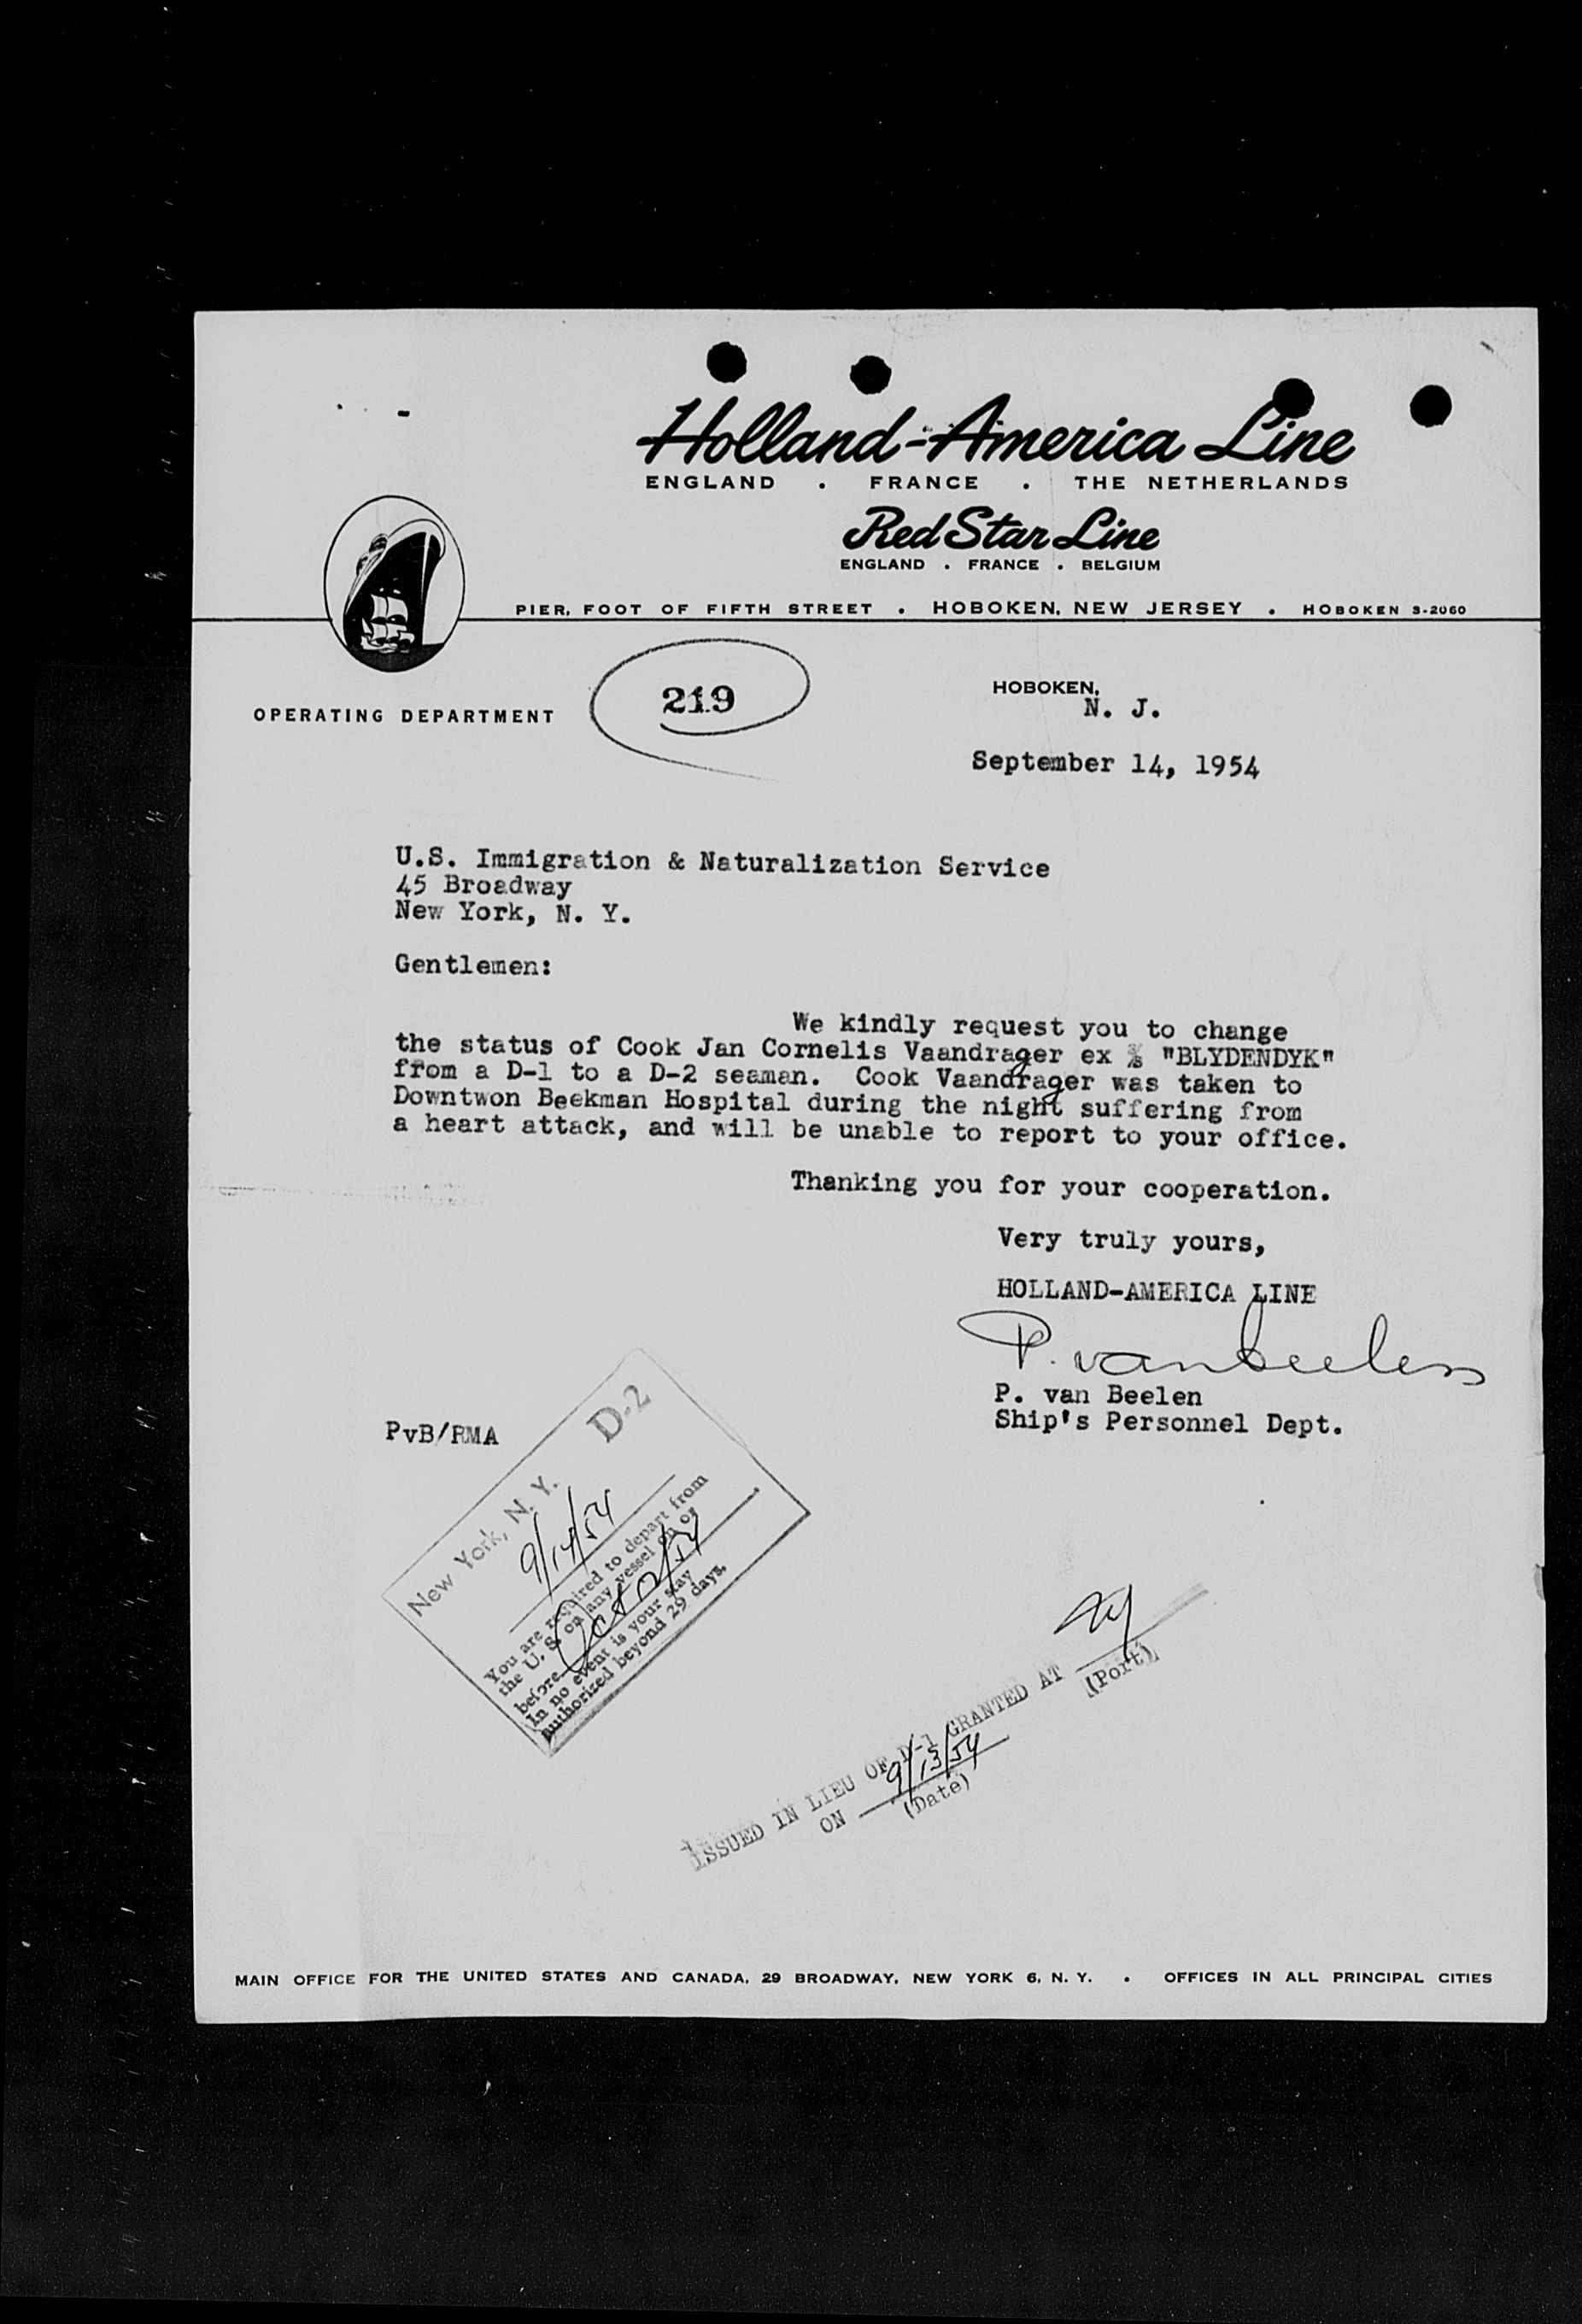 Holland-America Line
ENGLAND . FRANCE . THE NETHERLANDS
Red Star Line
ENGLAND . FRANCE . BELGIUM
PIER, FOOT OF FIFTH STREET . HOBOKEN, NEW JERSEY . HOBOKEN 3-2060
OPERATING DEPARTMENT
219
HOBOKEN,
N. J.
September 14, 1954
U.S. Immigration & Naturalization Service
45 Broadway
New York, N. Y.
Gentlemen:
We kindly request you to change
the status of Cook Jan Cornelis Vaandrager ex "BLYDENDYK"
from a D-1 to a D-2 seaman. Cook Vaandrager was taken to
Downtwon Beekman Hospital during the night suffering from
a heart attack, and will be unable to report to your office.
Thanking you for your cooperation.
Very truly yours,
HOLLAND-AMERICA LINE
P. van Beelen
P. van Beelen
Ship's Personnel Dept.
PvB/RMA
D-2
New York, N. Y.
9/14/54
You are required to depart from
the U. S. on any vessel on or
before
In no event is your stay
authorized beyond 29 days.
ISSUED IN LIEU OF D-1 GRANTED AT NY
(Port)
ON 9/13/54
(Date)
MAIN OFFICE FOR THE UNITED STATES AND CANADA, 29 BROADWAY, NEW YORK 6, N. Y. . OFFICES IN ALL PRINCIPAL CITIES